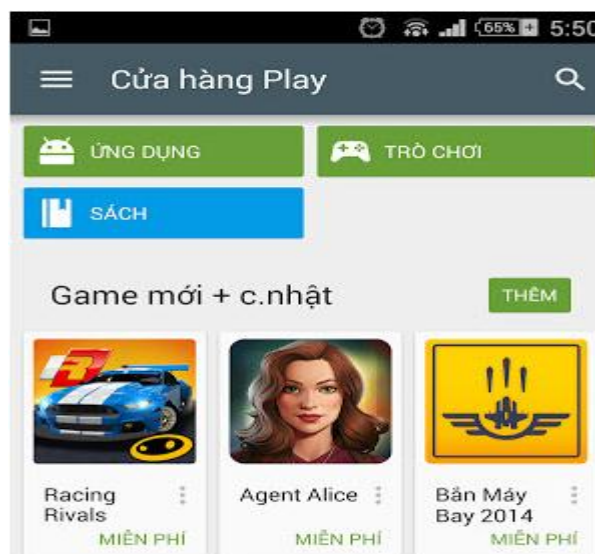 65% 5:50
Cửa hàng Play
ỨNG DỤNG TRÒ CHƠI
SÁCH
Game mới + c.nhật THÊM
Racing Agent Alice Bắn Máy
Rivals Bay 2014
MIỄN PHÍ MIỄN PHÍ MIỄN PHÍ